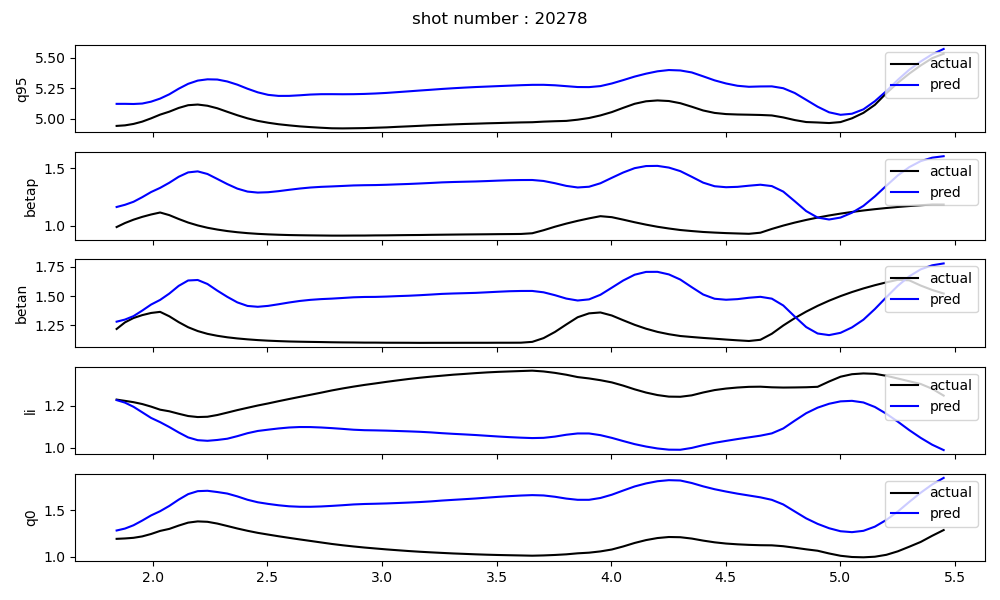 shot number : 20278
5.50
5.25
5.00
q95
actual
pred
1.5
1.0
betap
actual
pred
1.75
1.50
1.25
betan
actual
pred
1.2
1.0
li
actual
pred
1.5
1.0
q0
actual
pred
2.0 2.5 3.0 3.5 4.0 4.5 5.0 5.5